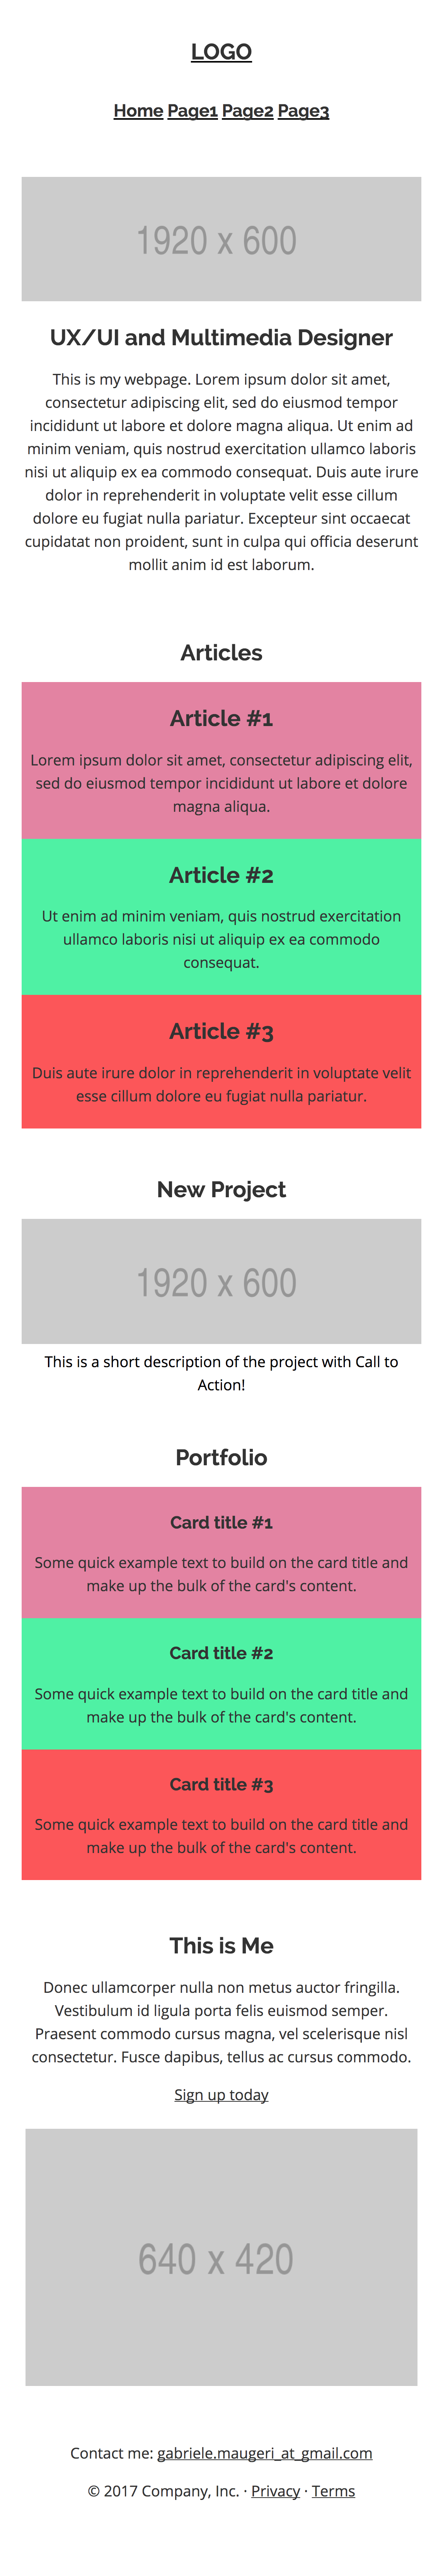 LOGO
Home Page1 Page2 Page3
1920 x 600
UX/UI and Multimedia Designer
This is my webpage. Lorem ipsum dolor sit amet,
consectetur adipiscing elit, sed do eiusmod tempor
incididunt ut labore et dolore magna aliqua. Ut enim ad
minim veniam, quis nostrud exercitation ullamco laboris
nisi ut aliquip ex ea commodo consequat. Duis aute irure
dolor in reprehenderit in voluptate velit esse cillum
dolore eu fugiat nulla pariatur. Excepteur sint occaecat
cupidatat non proident, sunt in culpa qui officia deserunt
mollit anim id est laborum.
Articles
Article #1
Lorem ipsum dolor sit amet, consectetur adipiscing elit,
sed do eiusmod tempor incididunt ut labore et dolore
magna aliqua.
Article #2
Ut enim ad minim veniam, quis nostrud exercitation
ullamco laboris nisi ut aliquip ex ea commodo
consequat.
Article #3
Duis aute irure dolor in reprehenderit in voluptate velit
esse cillum dolore eu fugiat nulla pariatur.
New Project
1920 x 600
This is a short description of the project with Call to
Action!
Portfolio
Card title #1
Some quick example text to build on the card title and
make up the bulk of the card's content.
Card title #2
Some quick example text to build on the card title and
make up the bulk of the card's content.
Card title #3
Some quick example text to build on the card title and
make up the bulk of the card's content.
This is Me
Donec ullamcorper nulla non metus auctor fringilla.
Vestibulum id ligula porta felis euismod semper.
Praesent commodo cursus magna, vel scelerisque nisl
consectetur. Fusce dapibus, tellus ac cursus commodo.
Sign up today
640 x 420
Contact me: gabriele.maugeri_at_gmail.com
© 2017 Company, Inc. · Privacy · Terms